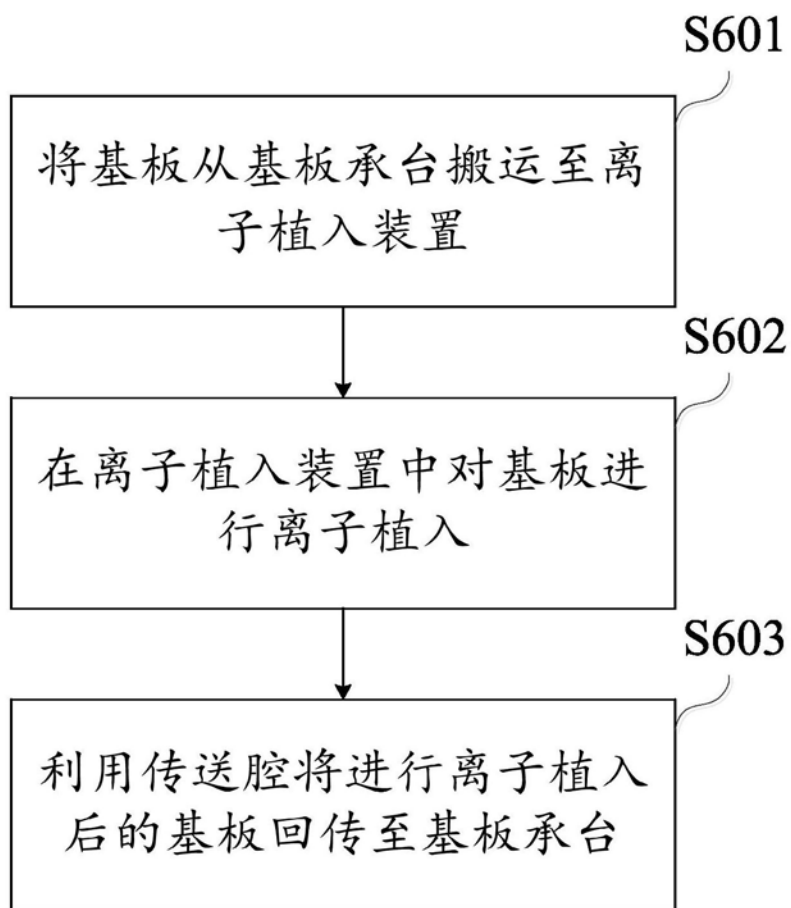 S601
将基板从基板承台搬运至离
子植入装置
S602
在离子植入装置中对基板进
行离子植入
S603
利用传送腔将进行离子植入
后的基板回传至基板承台